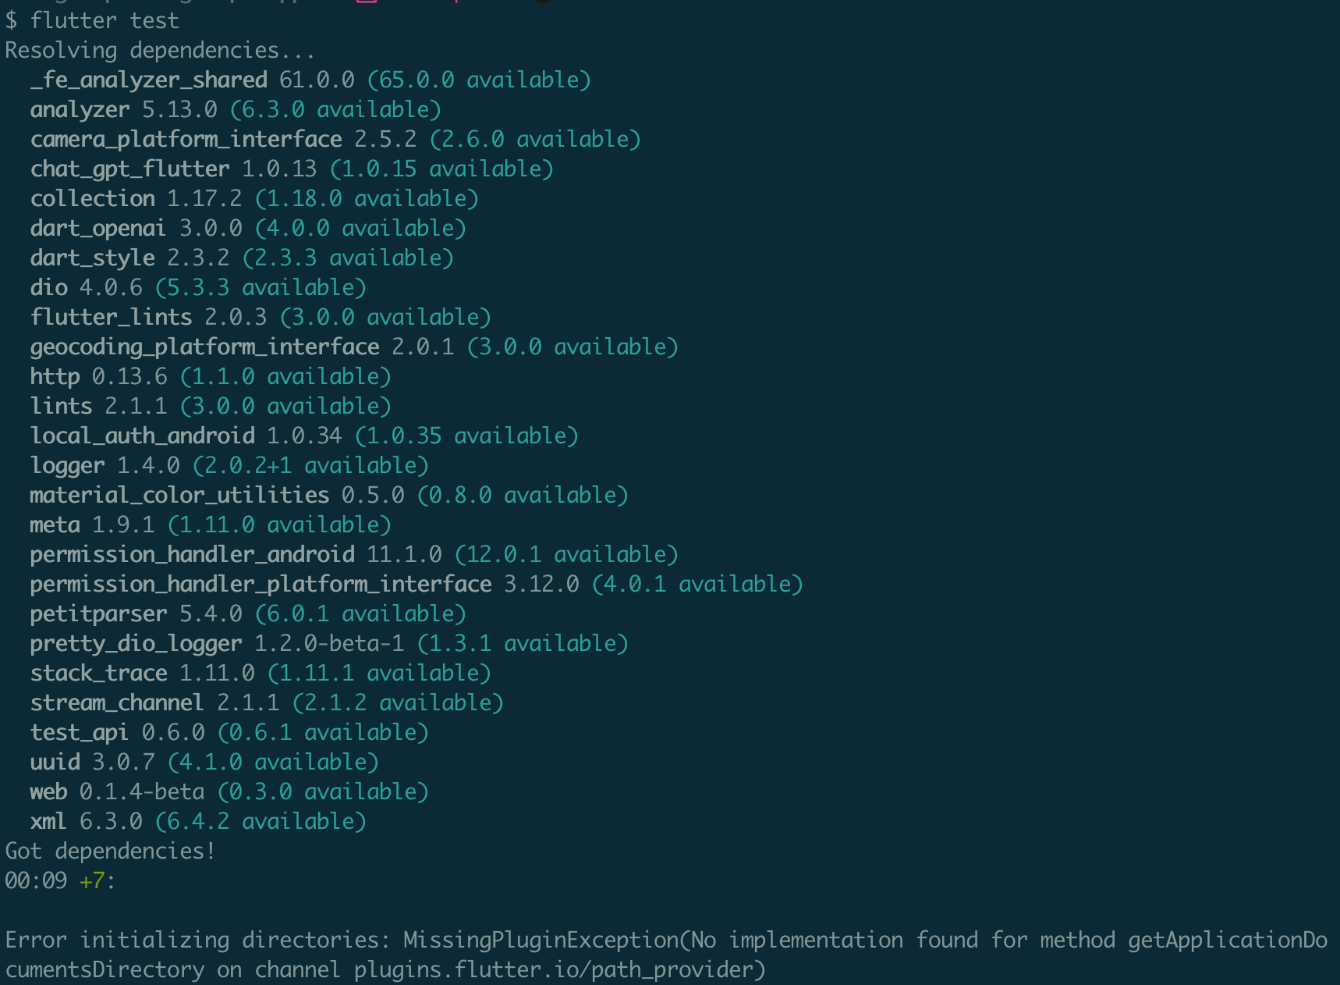 $ flutter test
Resolving dependencies...
  _fe_analyzer_shared 61.0.0 (65.0.0 available)
  analyzer 5.13.0 (6.3.0 available)
  camera_platform_interface 2.5.2 (2.6.0 available)
  chat_gpt_flutter 1.0.13 (1.0.15 available)
  collection 1.17.2 (1.18.0 available)
  dart_openai 3.0.0 (4.0.0 available)
  dart_style 2.3.2 (2.3.3 available)
  dio 4.0.6 (5.3.3 available)
  flutter_lints 2.0.3 (3.0.0 available)
  geocoding_platform_interface 2.0.1 (3.0.0 available)
  http 0.13.6 (1.1.0 available)
  lints 2.1.1 (3.0.0 available)
  local_auth_android 1.0.34 (1.0.35 available)
  logger 1.4.0 (2.0.2+1 available)
  material_color_utilities 0.5.0 (0.8.0 available)
  meta 1.9.1 (1.11.0 available)
  permission_handler_android 11.1.0 (12.0.1 available)
  permission_handler_platform_interface 3.12.0 (4.0.1 available)
  petitparser 5.4.0 (6.0.1 available)
  pretty_dio_logger 1.2.0-beta-1 (1.3.1 available)
  stack_trace 1.11.0 (1.11.1 available)
  stream_channel 2.1.1 (2.1.2 available)
  test_api 0.6.0 (0.6.1 available)
  uuid 3.0.7 (4.1.0 available)
  web 0.1.4-beta (0.3.0 available)
  xml 6.3.0 (6.4.2 available)
Got dependencies!
00:09 +7:
Error initializing directories: MissingPluginException(No implementation found for method getApplicationDo
cumentsDirectory on channel plugins.flutter.io/path_provider)